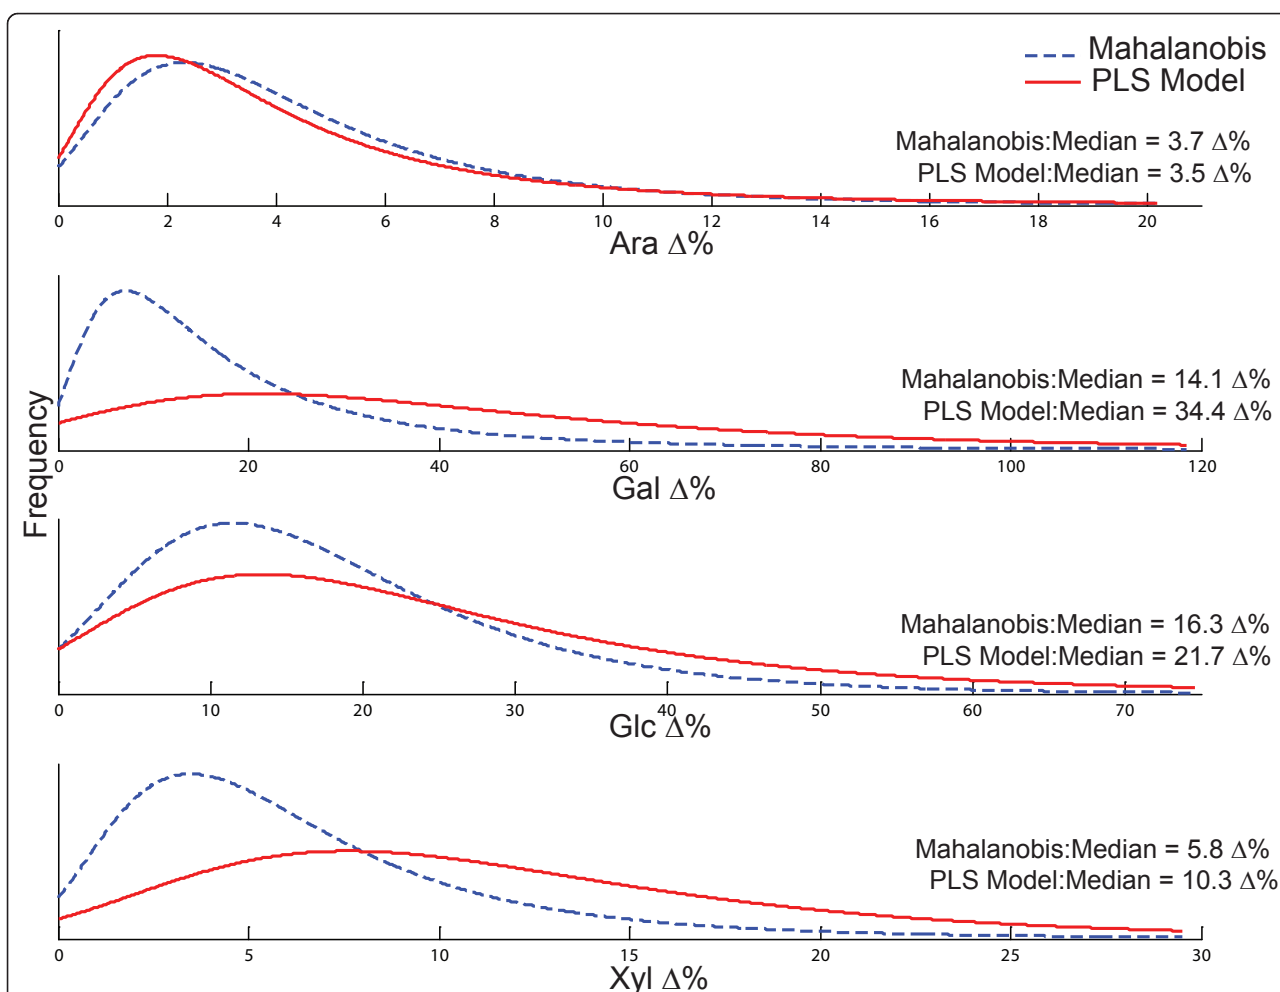 Mahalanobis
PLS Model
Mahalanobis:Median = 3.7 Δ%
PLS Model:Median = 3.5 Δ%
0 2 4 6 8 10 12 14 16 18 20
Ara Δ%
Mahalanobis:Median = 14.1 Δ%
PLS Model:Median = 34.4 Δ%
0 20 40 60 80 100 120
Gal Δ%
Frequency
Mahalanobis:Median = 16.3 Δ%
PLS Model:Median = 21.7 Δ%
0 10 20 30 40 50 60 70
Glc Δ%
Mahalanobis:Median = 5.8 Δ%
PLS Model:Median = 10.3 Δ%
0 5 10 15 20 25 30
Xyl Δ%